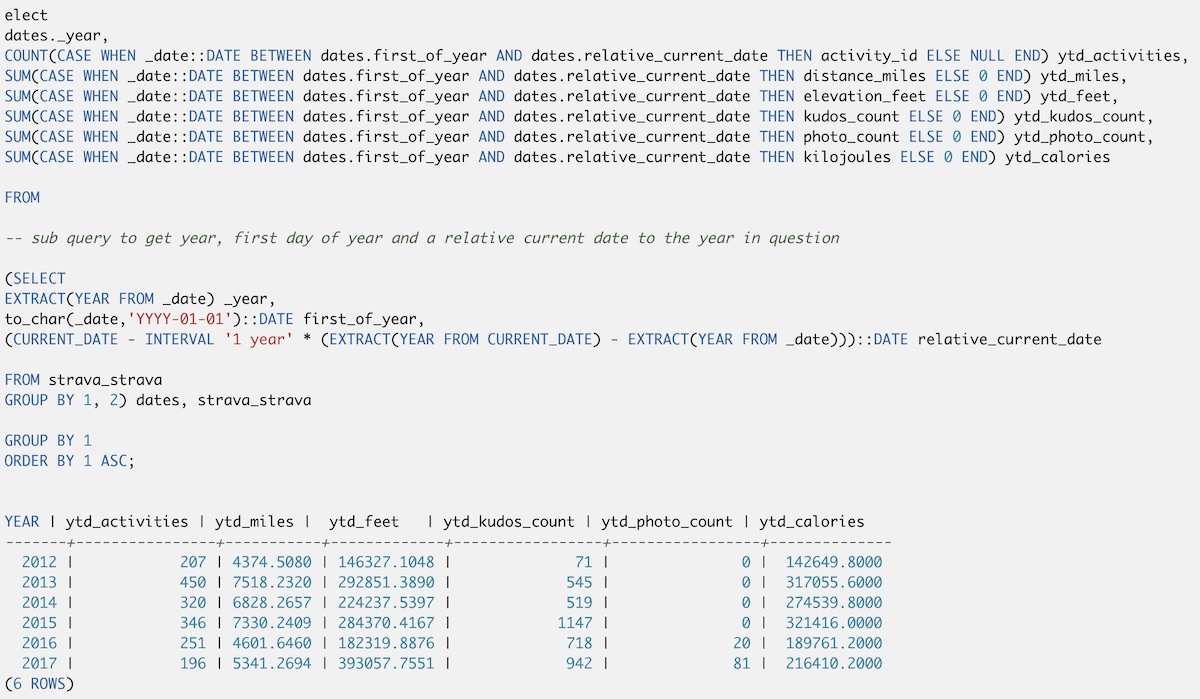 elect
dates._year,
COUNT(CASE WHEN _date::DATE BETWEEN dates.first_of_year AND dates.relative_current_date THEN activity_id ELSE NULL END) ytd_activities,
SUM(CASE WHEN _date::DATE BETWEEN dates.first_of_year AND dates.relative_current_date THEN distance_miles ELSE 0 END) ytd_miles,
SUM(CASE WHEN _date::DATE BETWEEN dates.first_of_year AND dates.relative_current_date THEN elevation_feet ELSE 0 END) ytd_feet,
SUM(CASE WHEN _date::DATE BETWEEN dates.first_of_year AND dates.relative_current_date THEN kudos_count ELSE 0 END) ytd_kudos_count,
SUM(CASE WHEN _date::DATE BETWEEN dates.first_of_year AND dates.relative_current_date THEN photo_count ELSE 0 END) ytd_photo_count,
SUM(CASE WHEN _date::DATE BETWEEN dates.first_of_year AND dates.relative_current_date THEN kilojoules ELSE 0 END) ytd_calories
FROM
-- sub query to get year, first day of year and a relative current date to the year in question
(SELECT
EXTRACT(YEAR FROM _date) _year,
to_char(_date,'YYYY-01-01')::DATE first_of_year,
(CURRENT_DATE - INTERVAL '1 year' * (EXTRACT(YEAR FROM CURRENT_DATE) - EXTRACT(YEAR FROM _date)))::DATE relative_current_date
FROM strava_strava
GROUP BY 1, 2) dates, strava_strava
GROUP BY 1
ORDER BY 1 ASC;
YEAR | ytd_activities | ytd_miles |  ytd_feet   | ytd_kudos_count | ytd_photo_count | ytd_calories
-------+----------------+-----------+-------------+-----------------+-----------------+--------------
  2012 |            207 | 4374.5080 | 146327.1048 |              71 |               0 |  142649.8000
  2013 |            450 | 7518.2320 | 292851.3890 |             545 |               0 |  317055.6000
  2014 |            320 | 6828.2657 | 224237.5397 |             519 |               0 |  274539.8000
  2015 |            346 | 7330.2409 | 284370.4167 |            1147 |               0 |  321416.0000
  2016 |            251 | 4601.6460 | 182319.8876 |             718 |              20 |  189761.2000
  2017 |            196 | 5341.2694 | 393057.7551 |             942 |              81 |  216410.2000
(6 ROWS)